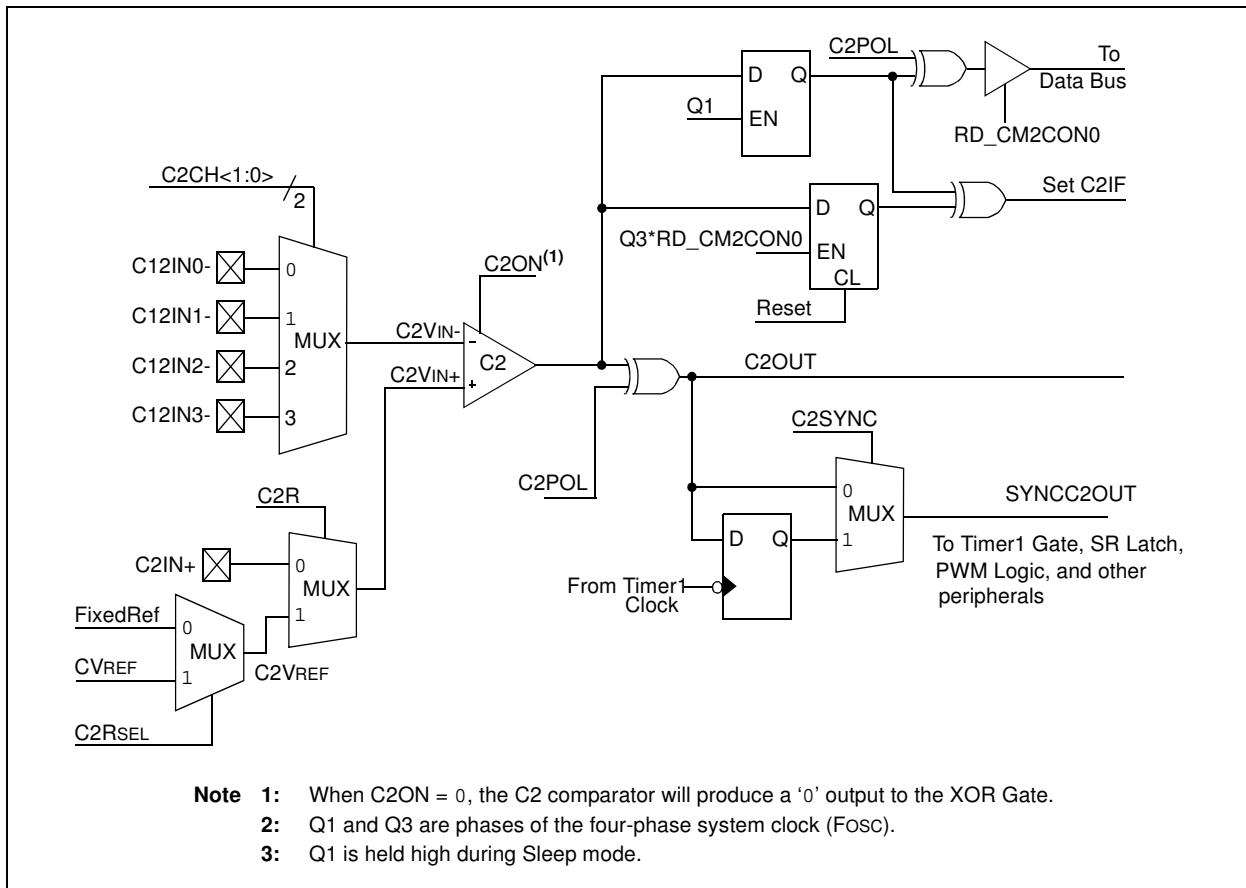 C2POL
To
Data Bus
RD_CM2CON0
D Q
Q1
EN
C2CH<1:0>
2
D Q
Set C2IF
Q3*RD_CM2CON0
EN
CL
Reset
C12IN0-
0
C12IN1-
1
MUX
C12IN2-
2
C12IN3-
3
C2ON(1)
C2VIN-
-
C2
C2VIN+
+
C2OUT
C2POL
C2SYNC
0
MUX
1
SYNCC2OUT
D Q
From Timer1
Clock
To Timer1 Gate, SR Latch,
PWM Logic, and other
peripherals
C2R
C2IN+
0
MUX
1
FixedRef
0
MUX
CVREF
1
C2VREF
C2RSEL
Note 1: When C2ON = 0, the C2 comparator will produce a ‘0’ output to the XOR Gate.
2: Q1 and Q3 are phases of the four-phase system clock (FOSC).
3: Q1 is held high during Sleep mode.